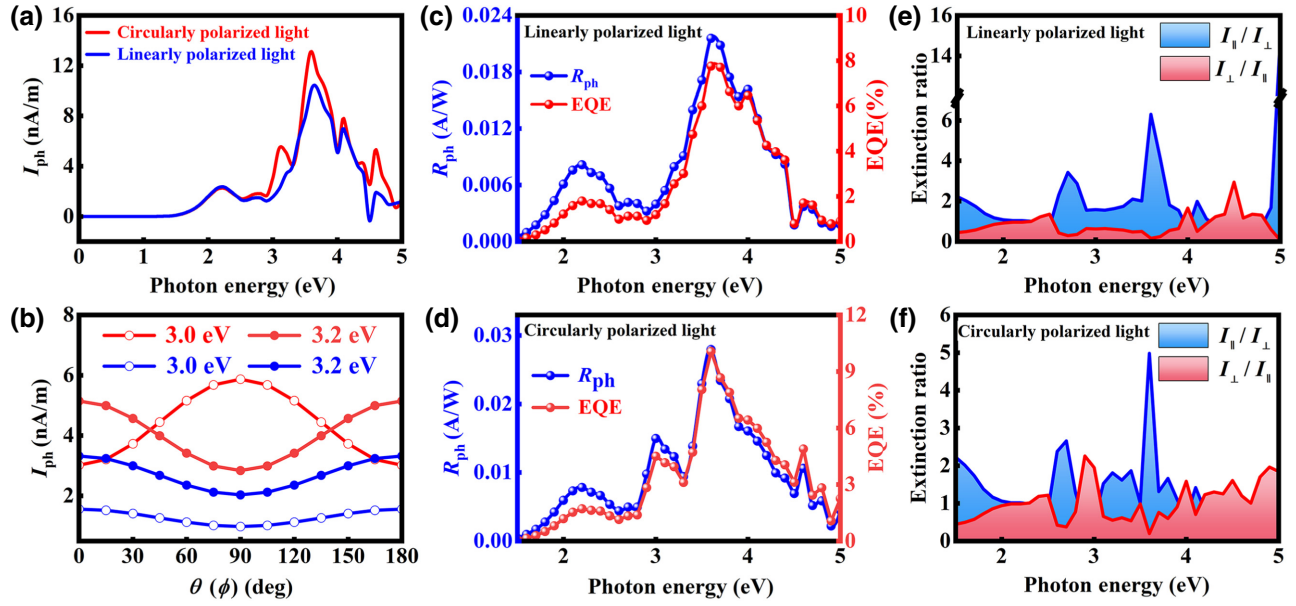 (a)
Circularly polarized light
Linearly polarized light
I_ph (nA/m)
16
12
8
4
0
0 1 2 3 4 5
Photon energy (eV)
(b)
3.0 eV 3.2 eV
3.0 eV 3.2 eV
I_ph (nA/m)
8
6
4
2
0 30 60 90 120 150 180
θ (ϕ) (deg)
(c)
Linearly polarized light
R_ph
EQE
R_ph (A/W)
0.024
0.018
0.012
0.006
0.000
EQE(%)
10
8
6
4
2
0
2 3 4 5
Photon energy (eV)
(d)
Circularly polarized light
R_ph
EQE
R_ph (A/W)
0.03
0.02
0.01
0.00
EQE (%)
12
9
6
3
0
2 3 4 5
Photon energy (eV)
(e)
Linearly polarized light
I_∥ / I_⊥
I_⊥ / I_∥
Extinction ratio
16
14
6
4
2
0
2 3 4 5
Photon energy (eV)
(f)
Circularly polarized light
I_∥ / I_⊥
I_⊥ / I_∥
Extinction ratio
6
5
4
3
2
1
0
2 3 4 5
Photon energy (eV)